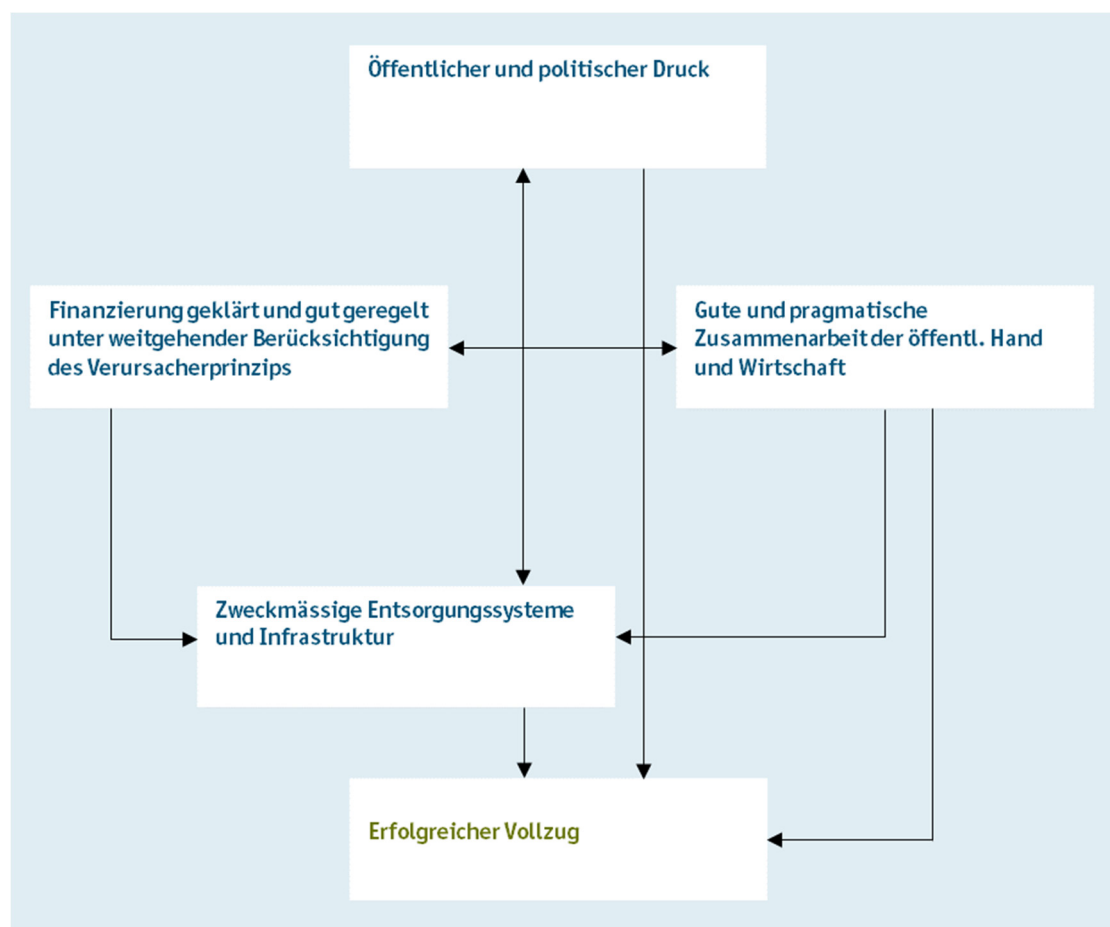 Öffentlicher und politischer Druck
Finanzierung geklärt und gut geregelt
unter weitgehender Berücksichtigung
des Verursacherprinzips
Gute und pragmatische
Zusammenarbeit der öffentl. Hand
und Wirtschaft
Zweckmässige Entsorgungssysteme
und Infrastruktur
Erfolgreicher Vollzug